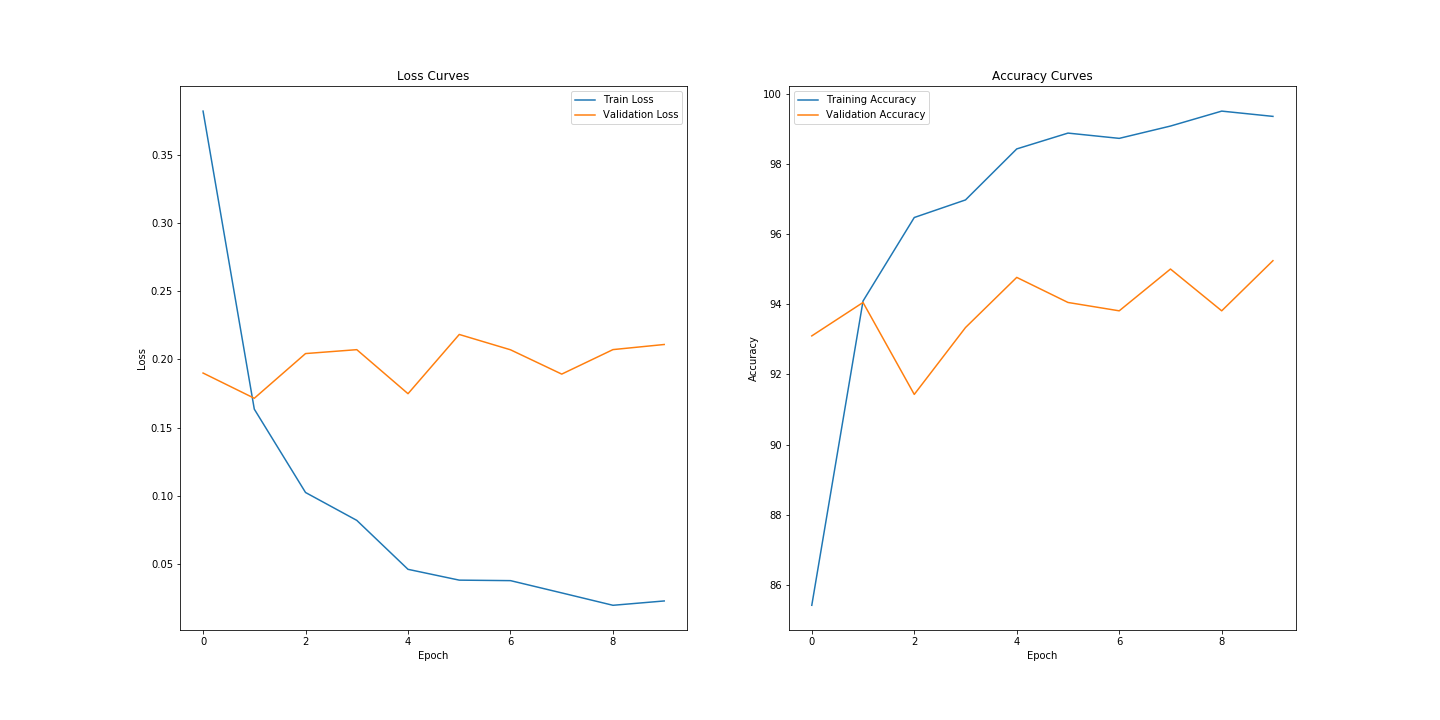 Loss Curves
Train Loss
Validation Loss
0.35
0.30
0.25
0.20
0.15
0.10
0.05
Loss
0 2 4 6 8
Epoch
Accuracy Curves
Training Accuracy
Validation Accuracy
100
98
96
94
92
90
88
86
Accuracy
0 2 4 6 8
Epoch